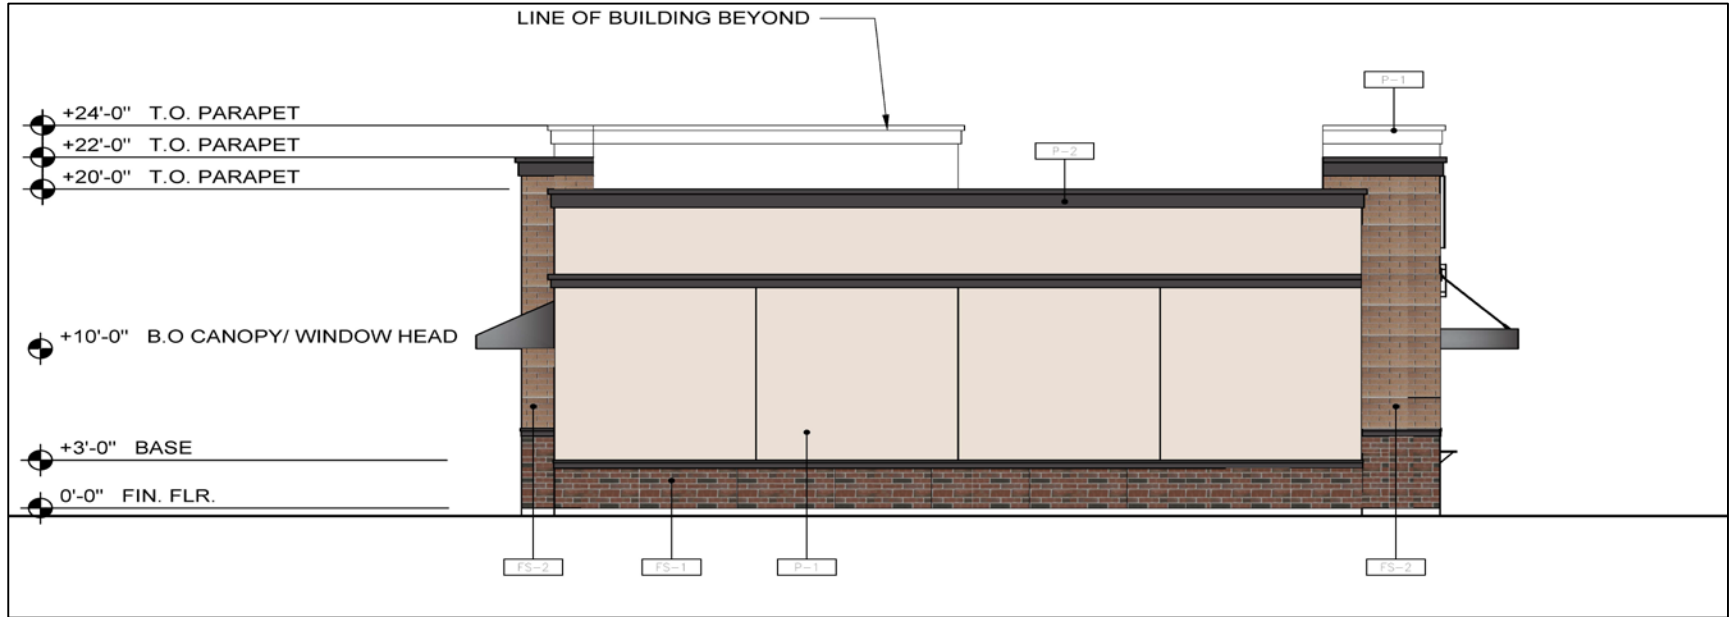 LINE OF BUILDING BEYOND
P-1
+24'-0" T.O. PARAPET
+22'-0" T.O. PARAPET
P-2
+20'-0" T.O. PARAPET
+10'-0" B.O CANOPY/ WINDOW HEAD
+3'-0" BASE
0'-0" FIN. FLR.
FS-2
FS-1
P-1
FS-2